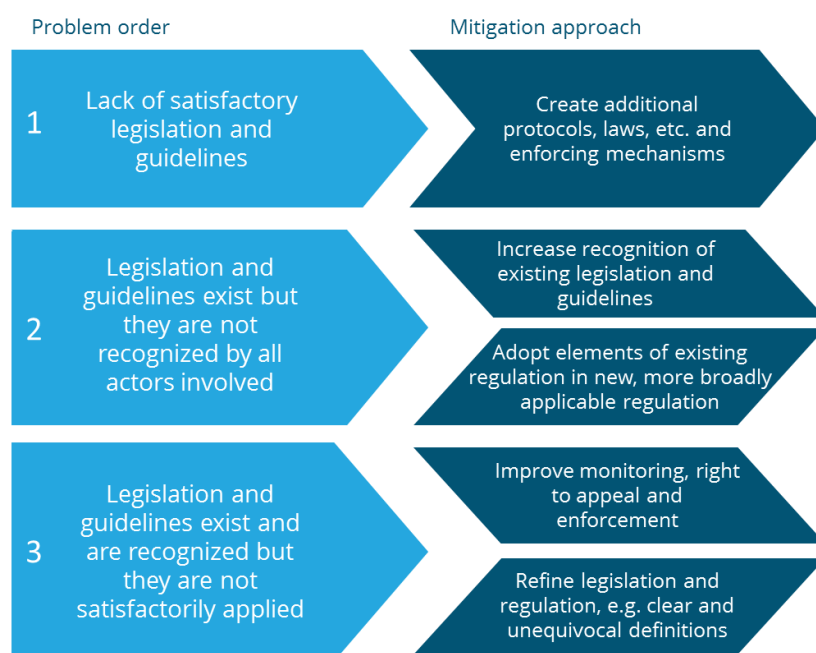 Problem order
Mitigation approach
1
Lack of satisfactory
legislation and
guidelines
Create additional
protocols, laws, etc. and
enforcing mechanisms
2
Legislation and
guidelines exist but
they are not
recognized by all
actors involved
Increase recognition of
existing legislation and
guidelines
Adopt elements of existing
regulation in new, more broadly
applicable regulation
3
Legislation and
guidelines exist and
are recognized but
they are not
satisfactorily applied
Improve monitoring, right
to appeal and
enforcement
Refine legislation and
regulation, e.g. clear and
unequivocal definitions